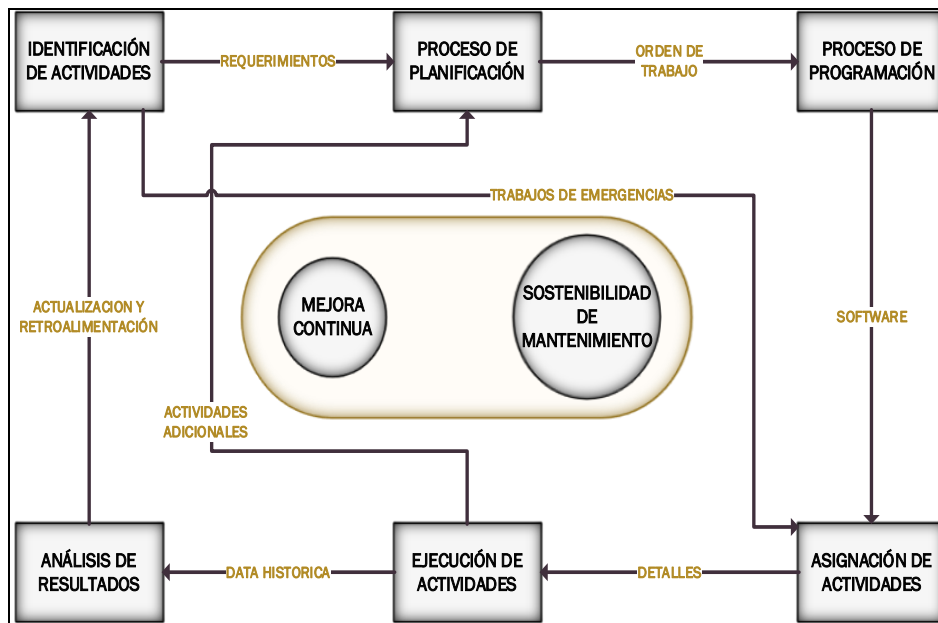 IDENTIFICACIÓN
DE ACTIVIDADES
REQUERIMIENTOS
PROCESO DE
PLANIFICACIÓN
ORDEN DE
TRABAJO
PROCESO DE
PROGRAMACIÓN
TRABAJOS DE EMERGENCIAS
MEJORA
CONTINUA
SOSTENIBILIDAD
DE
MANTENIMIENTO
ACTUALIZACION Y
RETROALIMENTACIÓN
SOFTWARE
ACTIVIDADES
ADICIONALES
ANÁLISIS DE
RESULTADOS
DATA HISTORICA
EJECUCIÓN DE
ACTIVIDADES
DETALLES
ASIGNACIÓN DE
ACTIVIDADES